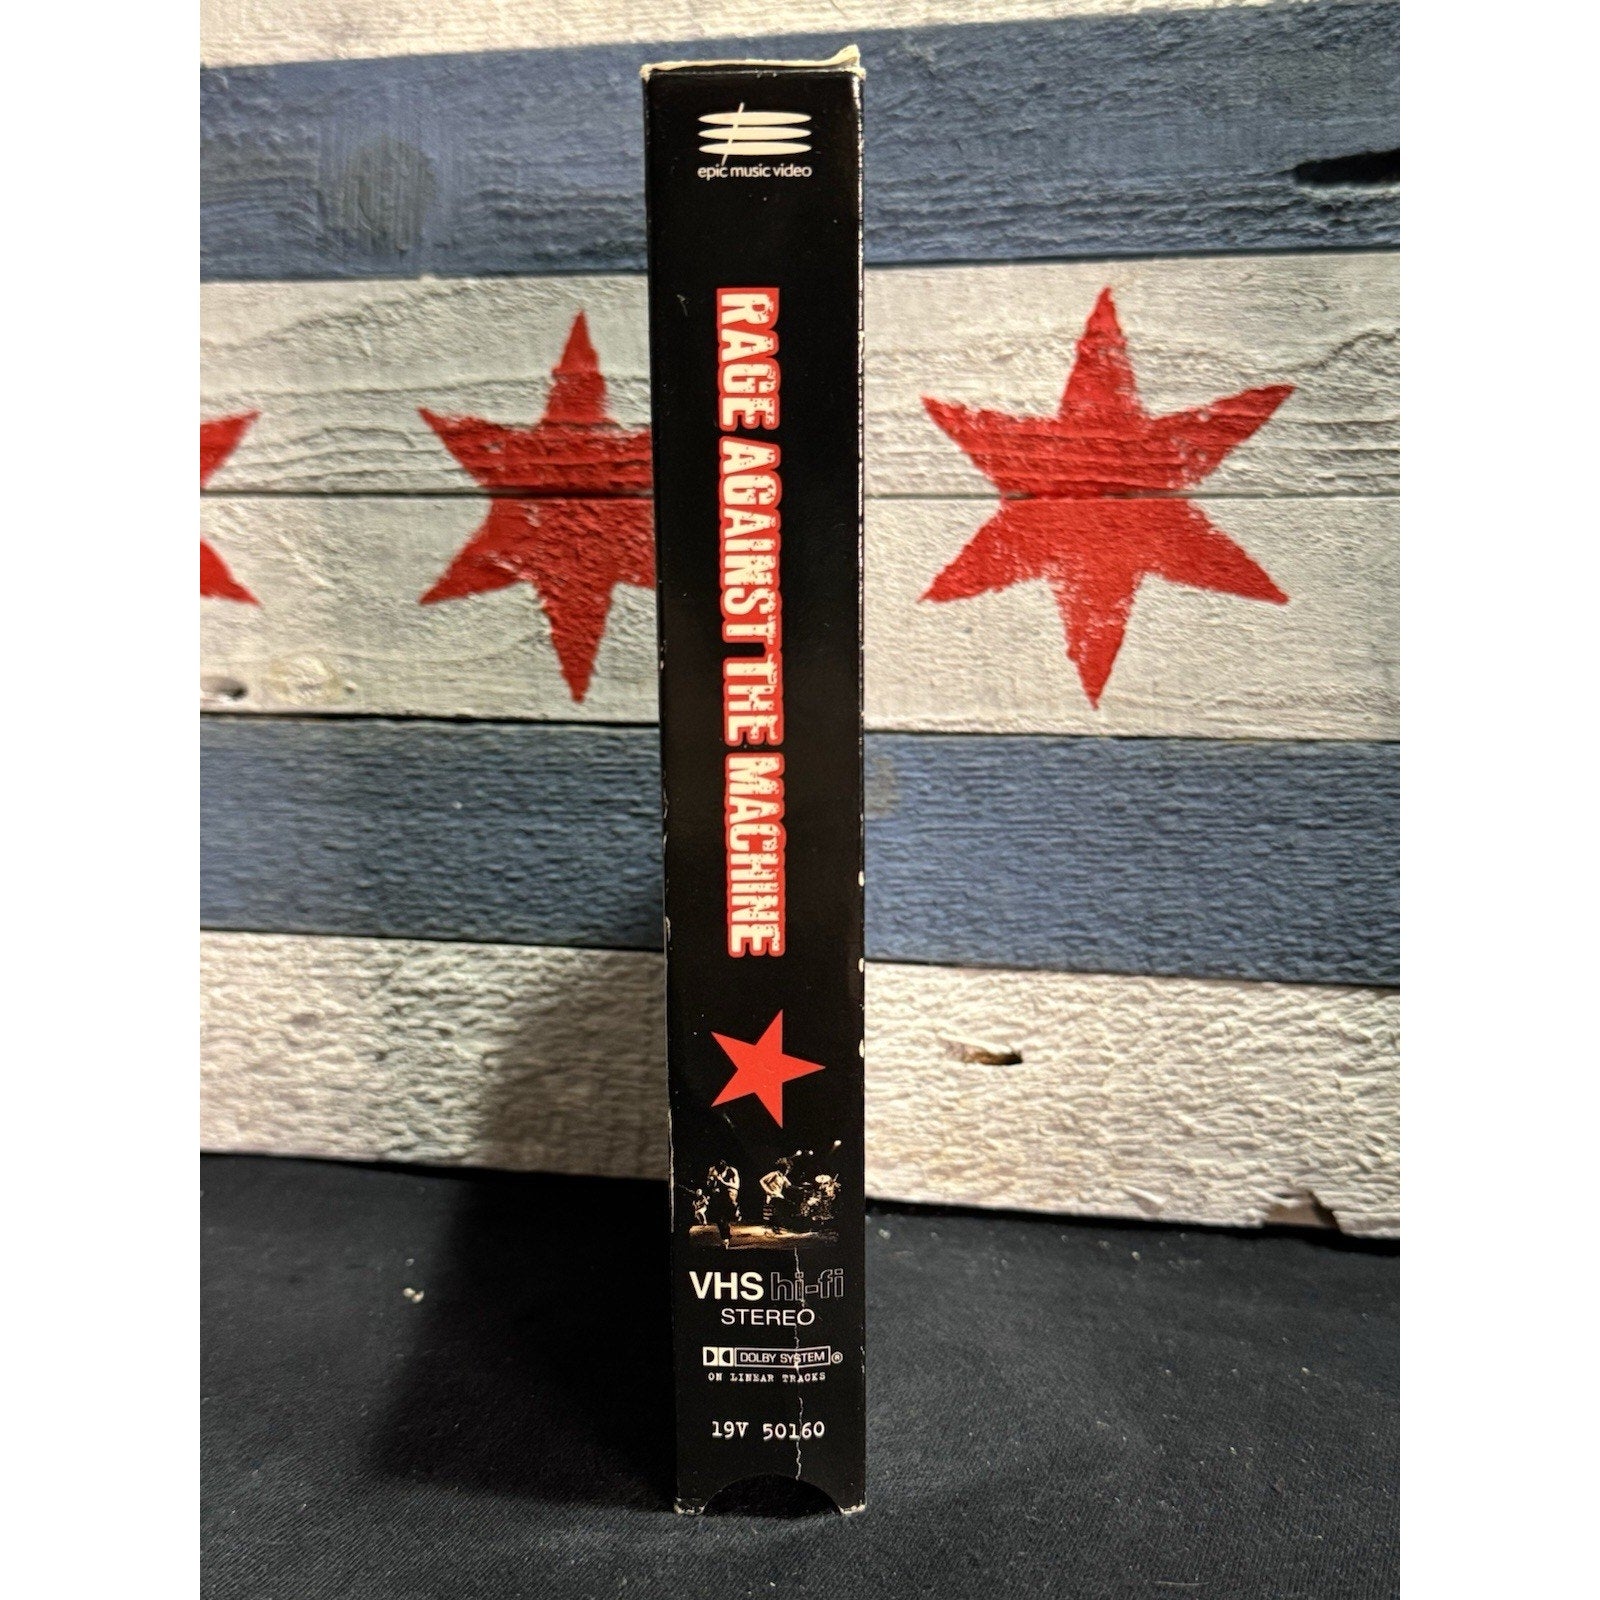 epic music video
RAGE AGAINST THE MACHINE
VHS hi-fi
STEREO
DOLBY SYSTEM ®
ON LINEAR TRACKS
19V 50160